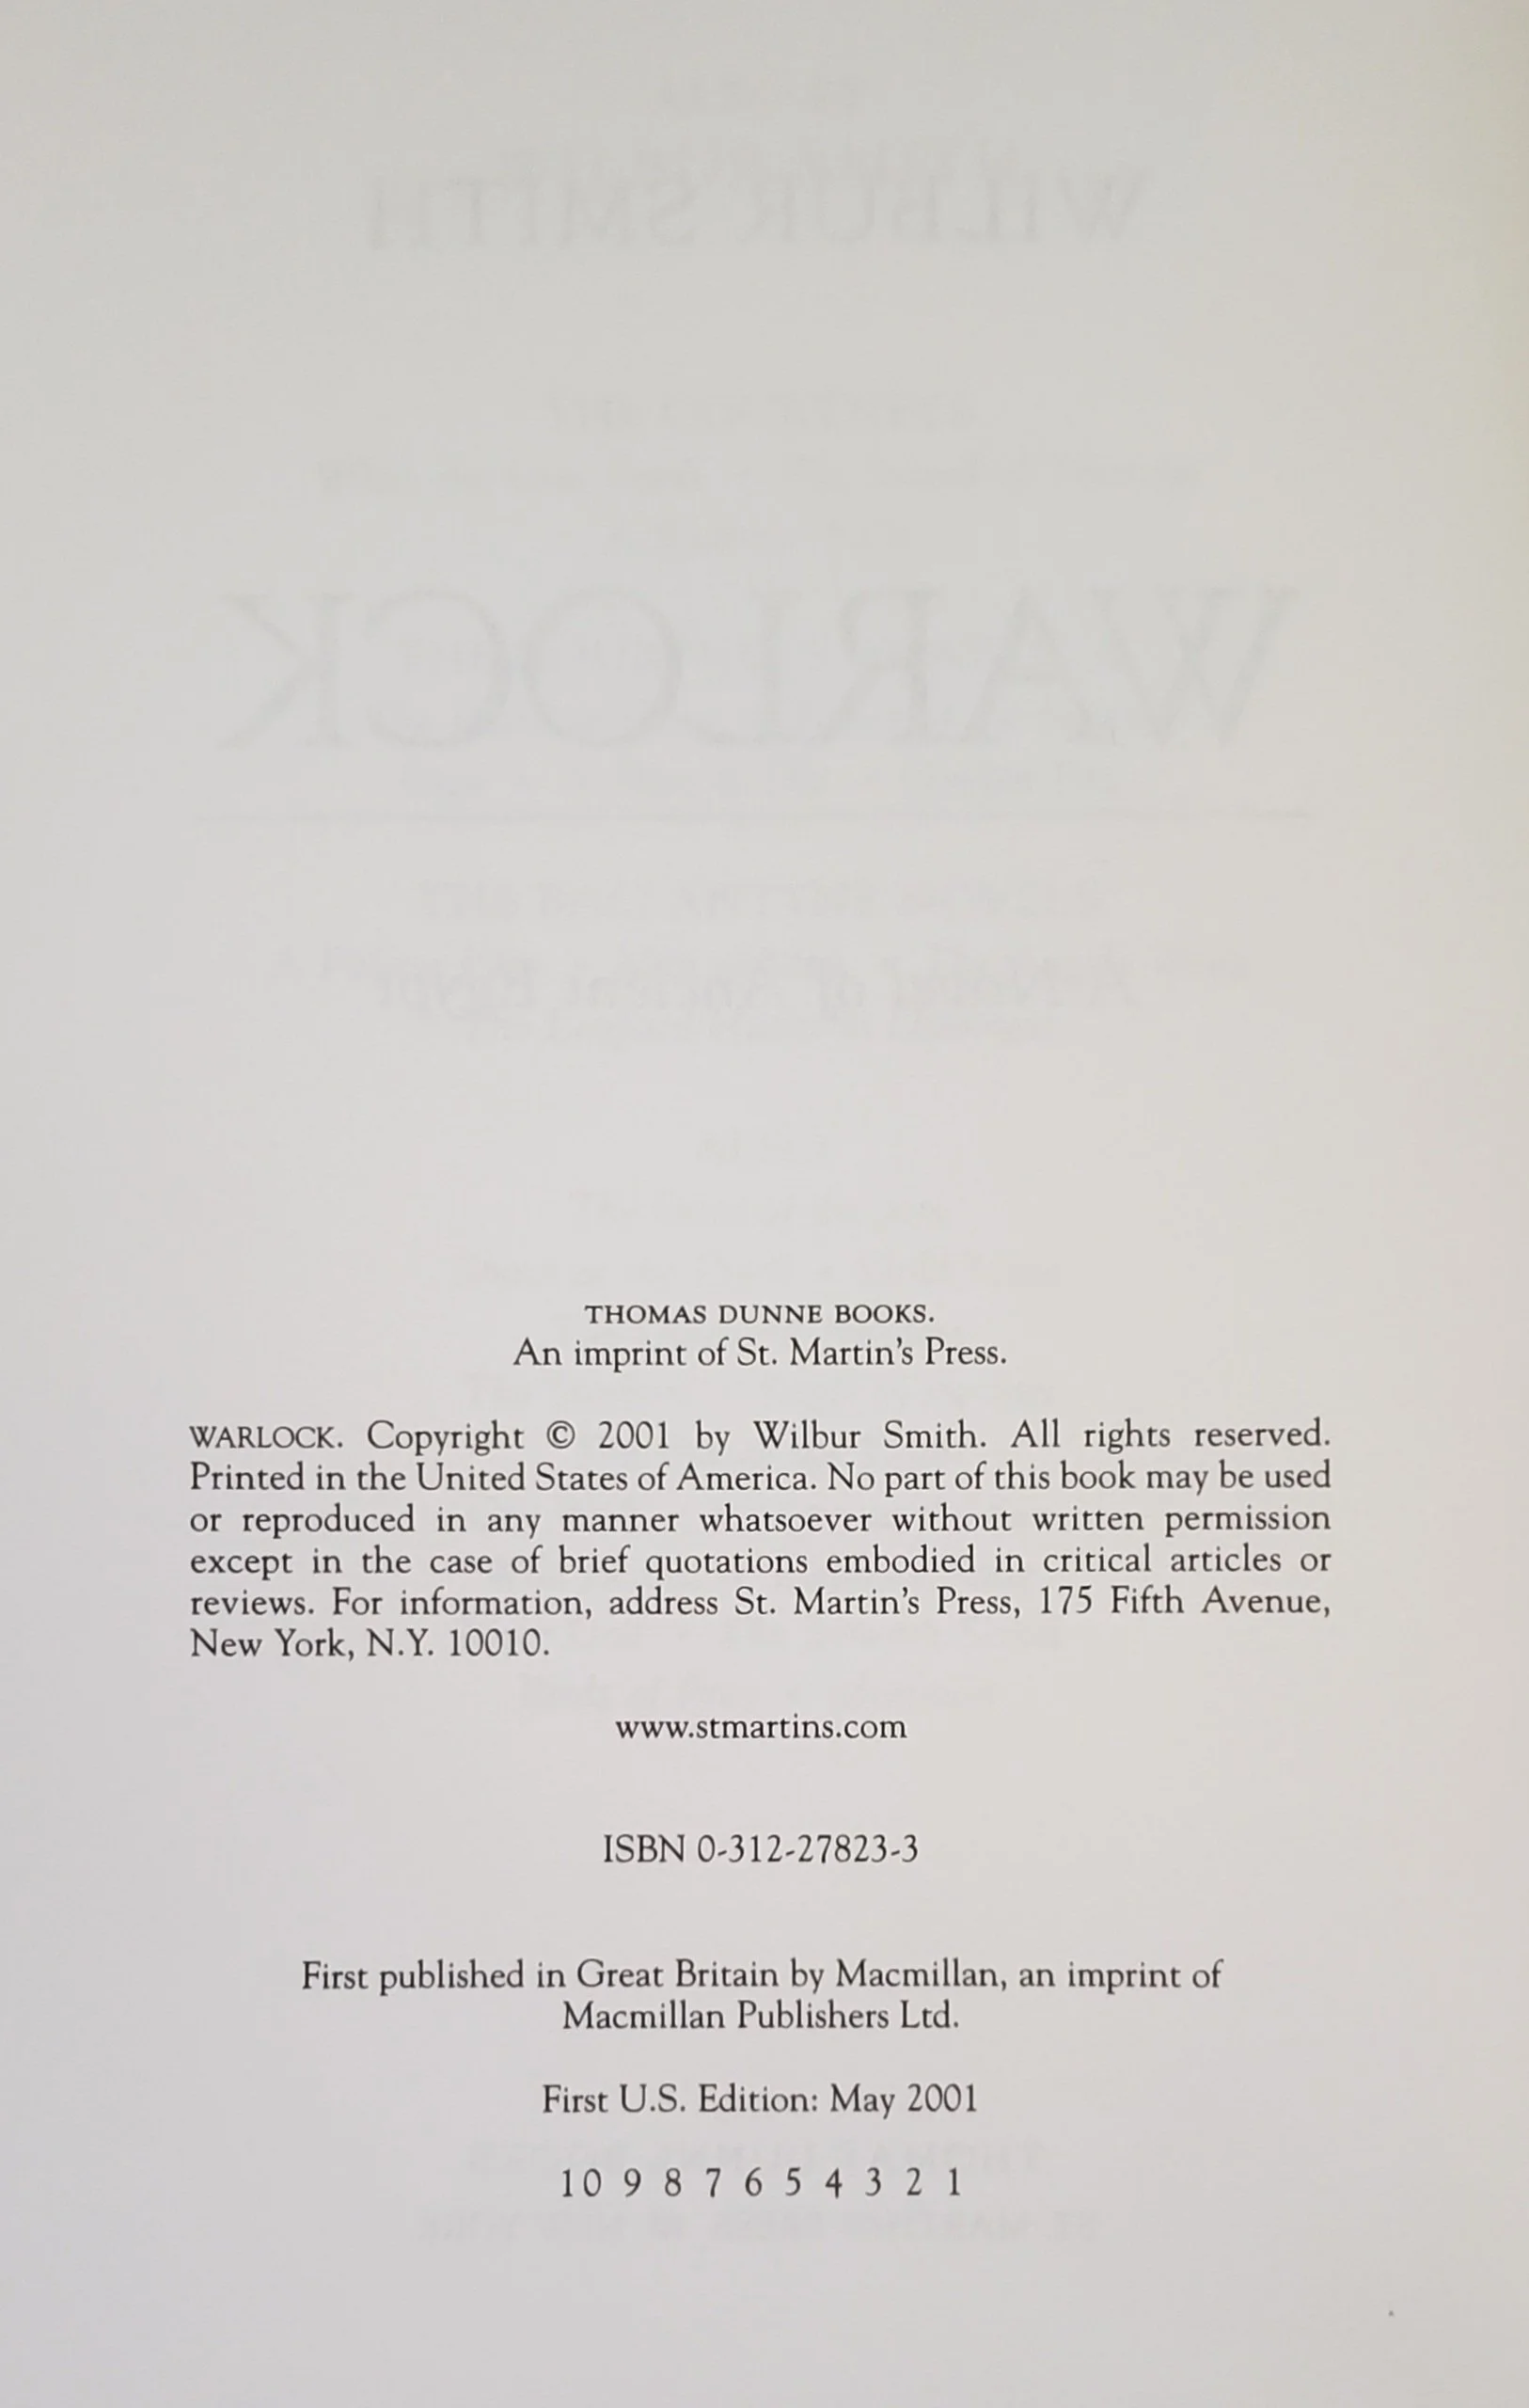 THOMAS DUNNE BOOKS.
An imprint of St. Martin's Press.
WARLOCK. Copyright © 2001 by Wilbur Smith. All rights reserved.
Printed in the United States of America. No part of this book may be used
or reproduced in any manner whatsoever without written permission
except in the case of brief quotations embodied in critical articles or
reviews. For information, address St. Martin's Press, 175 Fifth Avenue,
New York, N.Y. 10010.
www.stmartins.com
ISBN 0-312-27823-3
First published in Great Britain by Macmillan, an imprint of
Macmillan Publishers Ltd.
First U.S. Edition: May 2001
10 9 8 7 6 5 4 3 2 1